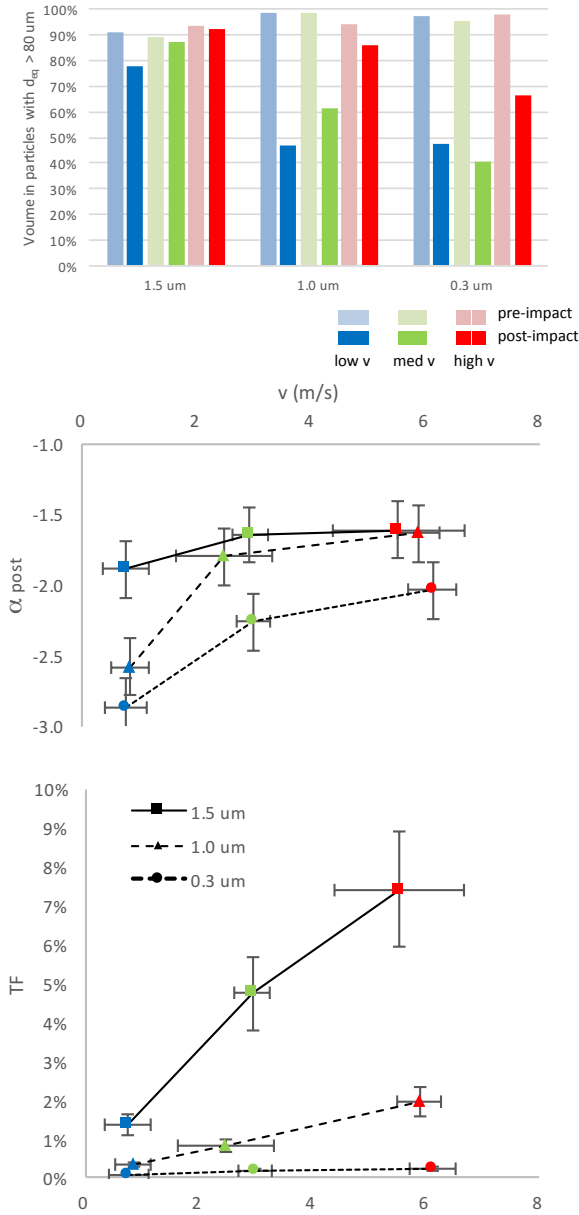 100%
90%
80%
70%
60%
50%
40%
30%
20%
10%
0%
Voume in particles with d_eq > 80 um
1.5 um 1.0 um 0.3 um
pre-impact
post-impact
low v med v high v
v (m/s)
0 2 4 6 8
-1.0
-1.5
-2.0
-2.5
-3.0
α post
10%
9%
8%
7%
6%
5%
4%
3%
2%
1%
0%
TF
1.5 um
1.0 um
0.3 um
0 2 4 6 8